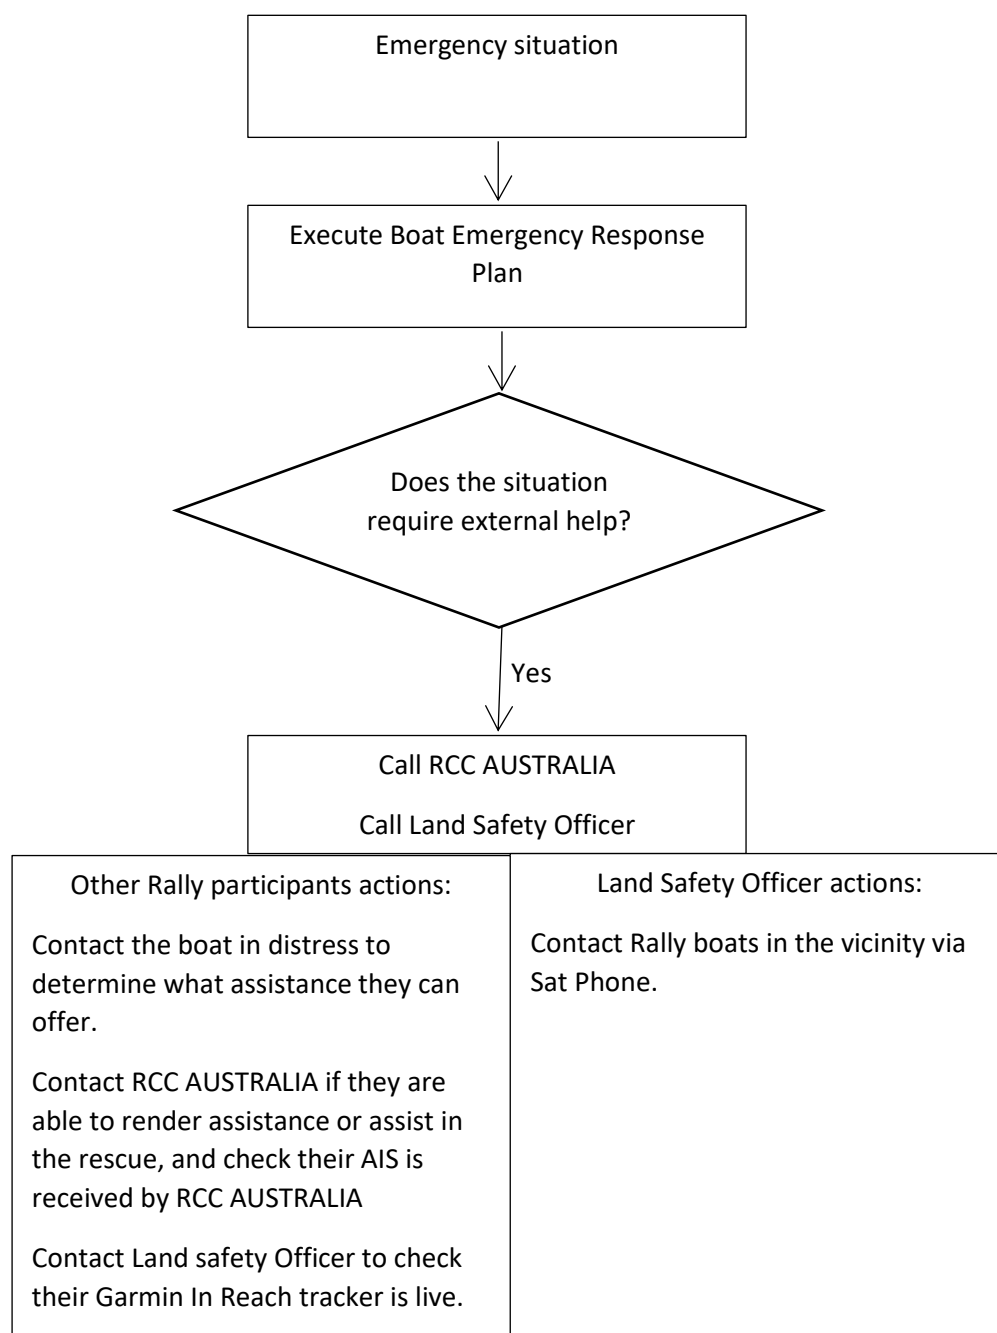 Emergency situation
Execute Boat Emergency Response
Plan
Does the situation
require external help?
Yes
Call RCC AUSTRALIA
Call Land Safety Officer
Other Rally participants actions:
Contact the boat in distress to
determine what assistance they can
offer.
Contact RCC AUSTRALIA if they are
able to render assistance or assist in
the rescue, and check their AIS is
received by RCC AUSTRALIA
Contact Land safety Officer to check
their Garmin In Reach tracker is live.
Land Safety Officer actions:
Contact Rally boats in the vicinity via
Sat Phone.